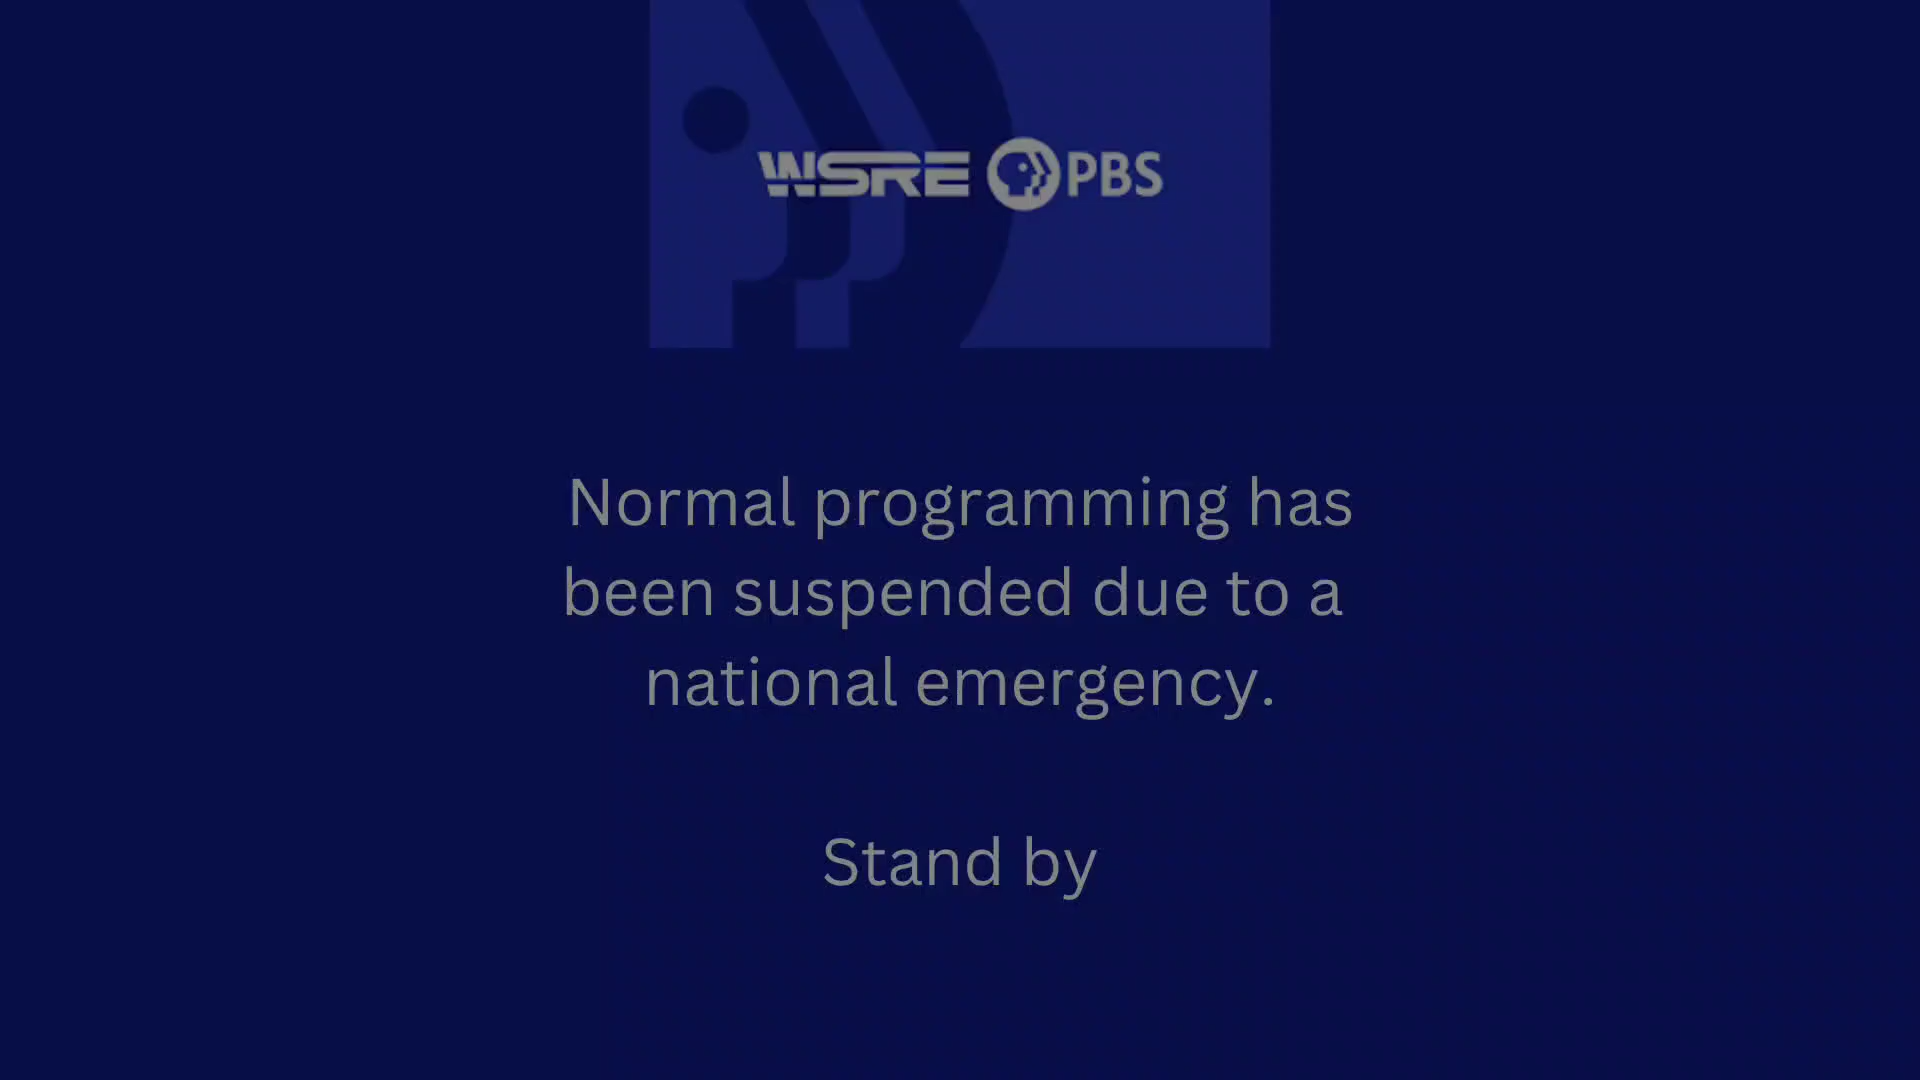 WSRE PBS
Normal programming has
been suspended due to a
national emergency.
Stand by